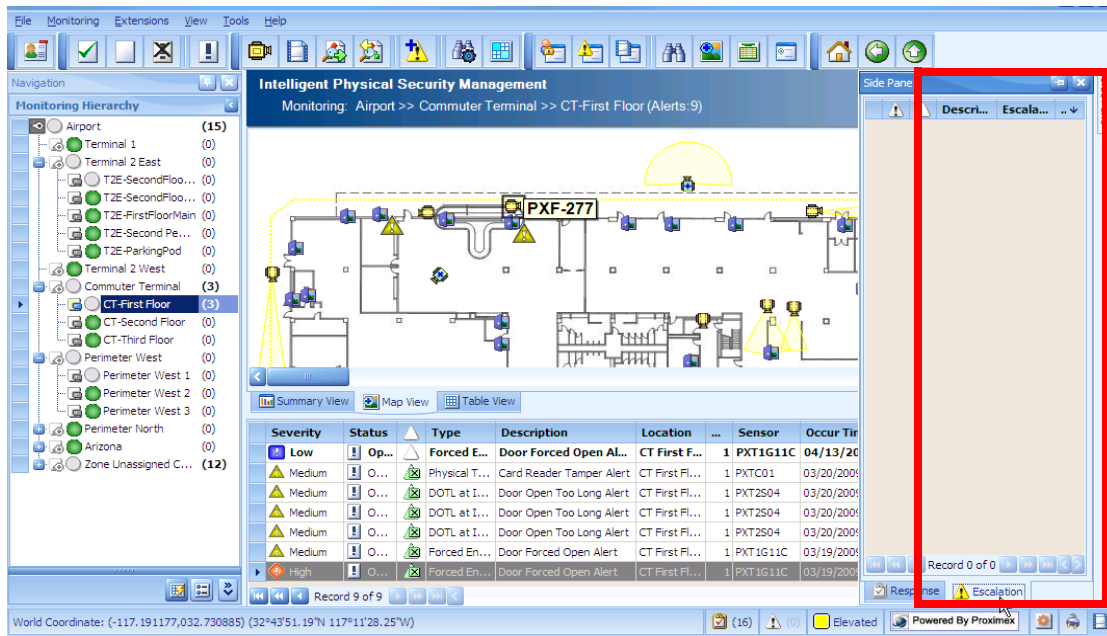 File Monitoring Extensions View Tools Help
Navigation
Monitoring Hierarchy
Airport (15)
Terminal 1 (0)
Terminal 2 East (0)
T2E-SecondFloo... (0)
T2E-SecondFloo... (0)
T2E-FirstFloorMain (0)
T2E-Second Pe... (0)
T2E-ParkingPod (0)
Terminal 2 West (0)
Commuter Terminal (3)
CT-First Floor (3)
CT-Second Floor (0)
CT-Third Floor (0)
Perimeter West (0)
Perimeter West 1 (0)
Perimeter West 2 (0)
Perimeter West 3 (0)
Perimeter North (0)
Arizona (0)
Zone Unassigned C... (12)
Intelligent Physical Security Management
Monitoring: Airport >> Commuter Terminal >> CT-First Floor (Alerts:9)
PXF-277
Summary View Map View Table View
Severity Status Type Description Location ... Sensor Occur Tin
Low Op... Forced E... Door Forced Open Al... CT First F... 1 PXT1G11C 04/13/20
Medium O... Physical T... Card Reader Tamper Alert CT First Fl... 1 PXTC01 03/20/2009
Medium O... DOTL at I... Door Open Too Long Alert CT First Fl... 1 PXT2S04 03/20/2009
Medium O... DOTL at I... Door Open Too Long Alert CT First Fl... 1 PXT2S04 03/20/2009
Medium O... DOTL at I... Door Open Too Long Alert CT First Fl... 1 PXT2S04 03/20/2009
Medium O... Forced En... Door Forced Open Alert CT First Fl... 1 PXT1G11C 03/19/2009
High O... Forced En... Door Forced Open Alert CT First Fl... 1 PXT1G11C 03/19/2009
Record 9 of 9
Side Pane
Descri... Escala... ..
Record 0 of 0
Response Escalation
World Coordinate: (-117.191177,032.730885) (32°43'51.19"N 117°11'28.25"W) (16) (0) Elevated Powered By Proximex